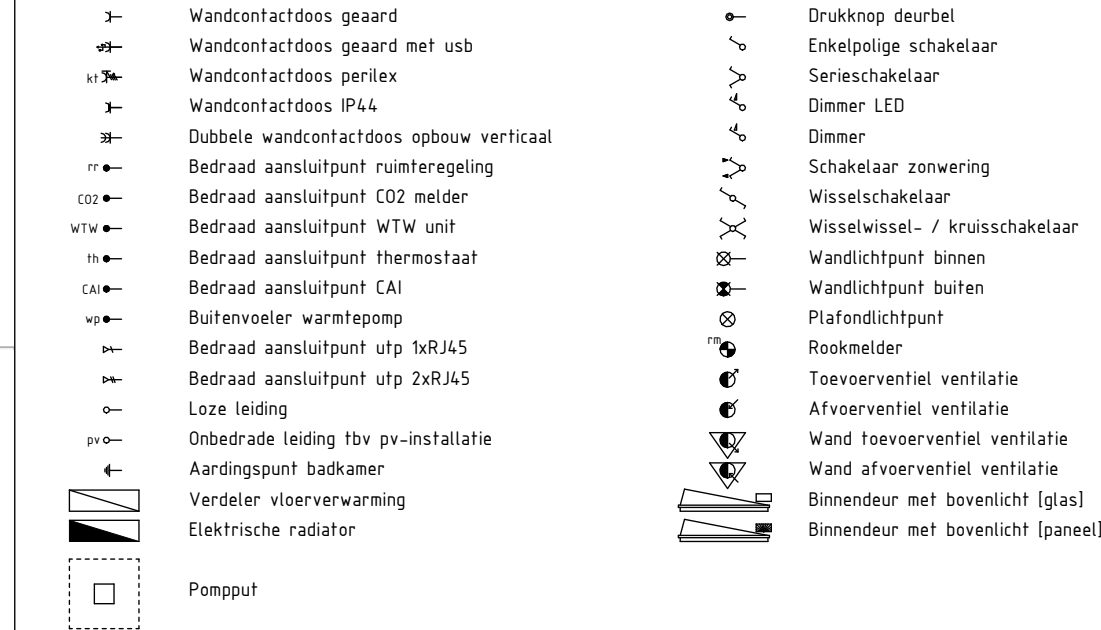 Wandcontactdoos geaard
Wandcontactdoos geaard met usb
kt Wandcontactdoos perilex
Wandcontactdoos IP44
Dubbele wandcontactdoos opbouw verticaal
rr Bedraad aansluitpunt ruimteregeling
CO2 Bedraad aansluitpunt CO2 melder
WTW Bedraad aansluitpunt WTW unit
th Bedraad aansluitpunt thermostaat
CAI Bedraad aansluitpunt CAI
wp Buitenvoeler warmtepomp
Bedraad aansluitpunt utp 1xRJ45
Bedraad aansluitpunt utp 2xRJ45
Loze leiding
pv Onbedrade leiding tbv pv-installatie
Aardingspunt badkamer
Verdeler vloerverwarming
Elektrische radiator
Pompput
Drukknop deurbel
Enkelpolige schakelaar
Serieschakelaar
Dimmer LED
Dimmer
Schakelaar zonwering
Wisselschakelaar
Wisselwissel- / kruisschakelaar
Wandlichtpunt binnen
Wandlichtpunt buiten
Plafondlichtpunt
rm Rookmelder
Toevoerventiel ventilatie
Afvoerventiel ventilatie
Wand toevoerventiel ventilatie
Wand afvoerventiel ventilatie
Binnendeur met bovenlicht [glas]
Binnendeur met bovenlicht [paneel]